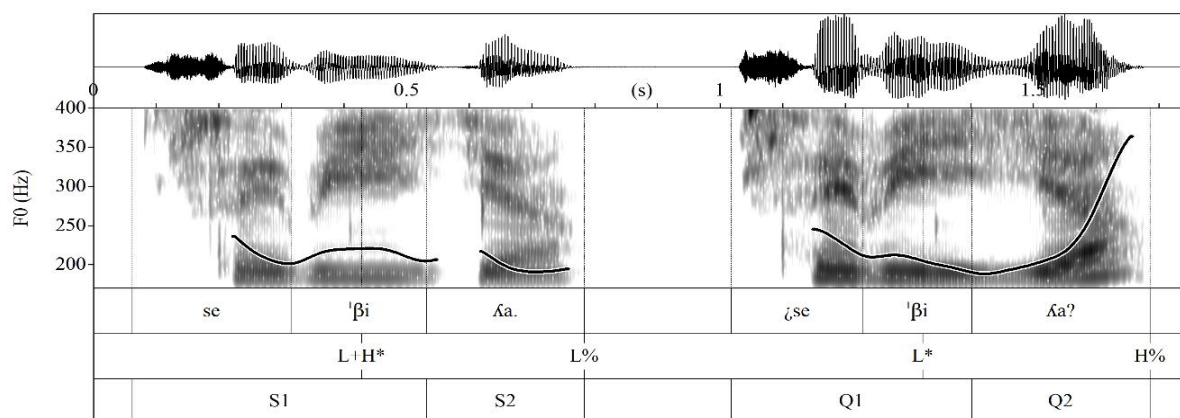 0 0.5 (s) 1 1.5
400
350
300
250
200
F0 (Hz)
se ˈβi ʎa. ¿se ˈβi ʎa?
L+H* L% L* H%
S1 S2 Q1 Q2